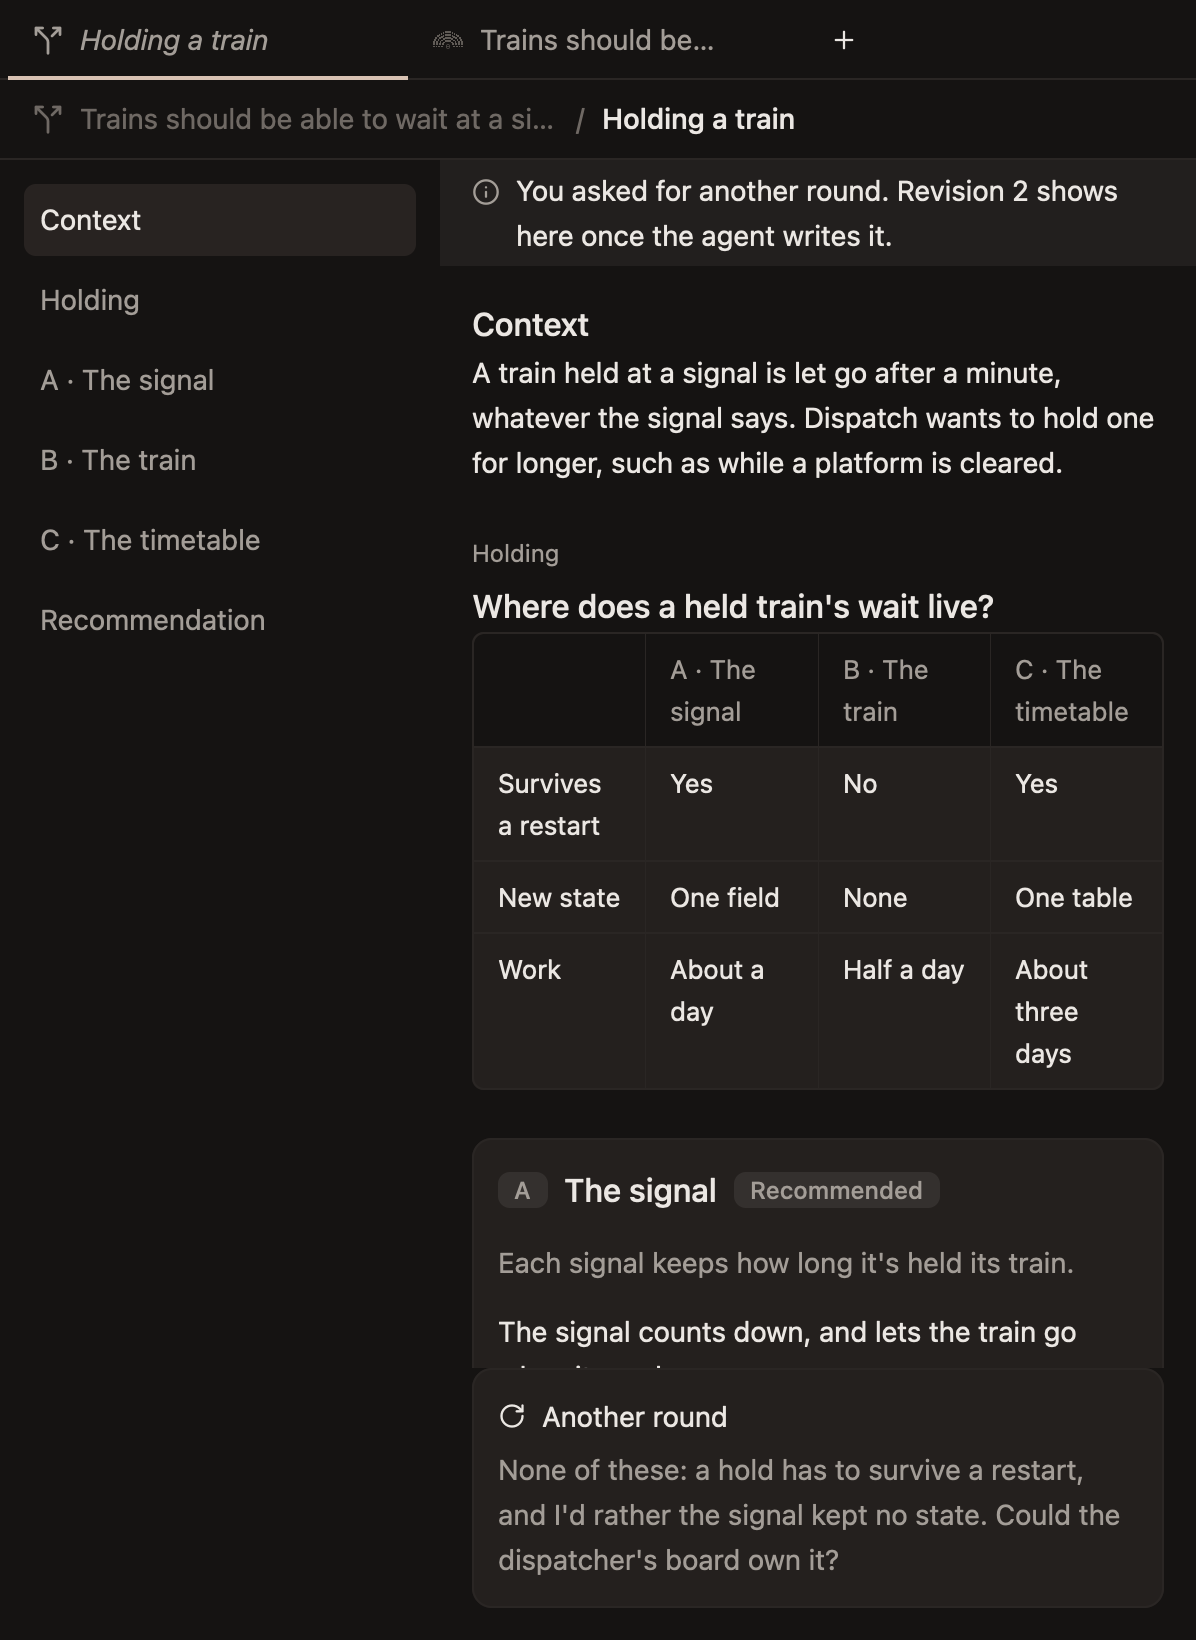 Holding a train
Trains should be...
Trains should be able to wait at a si... / Holding a train
Context
Holding
A · The signal
B · The train
C · The timetable
Recommendation
You asked for another round. Revision 2 shows
here once the agent writes it.
Context
A train held at a signal is let go after a minute,
whatever the signal says. Dispatch wants to hold one
for longer, such as while a platform is cleared.
Holding
Where does a held train's wait live?
A · The
signal
B · The
train
C · The
timetable
Survives
a restart
Yes
No
Yes
New state
One field
None
One table
Work
About a
day
Half a day
About
three
days
A
The signal
Recommended
Each signal keeps how long it's held its train.
The signal counts down, and lets the train go
Another round
None of these: a hold has to survive a restart,
and I'd rather the signal kept no state. Could the
dispatcher's board own it?